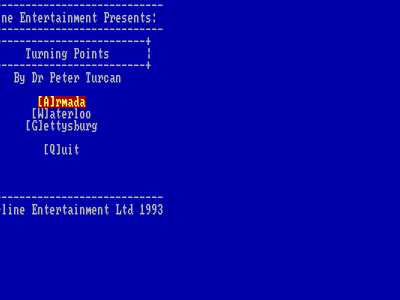 ---------------------------
ne Entertainment Presents:
---------------------------
-------------------------+
Turning Points      ¦
-------------------------+
By Dr Peter Turcan
[A]rmada
[W]aterloo
[G]ettysburg
[Q]uit
---------------------------
line Entertainment Ltd 1993